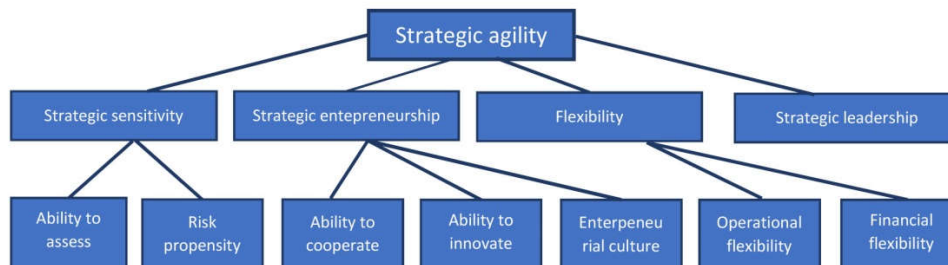 Strategic agility
Strategic sensitivity
Strategic entepreneurship
Flexibility
Strategic leadership
Ability to
assess
Risk
propensity
Ability to
cooperate
Ability to
innovate
Enterpeneu
rial culture
Operational
flexibility
Financial
flexibility